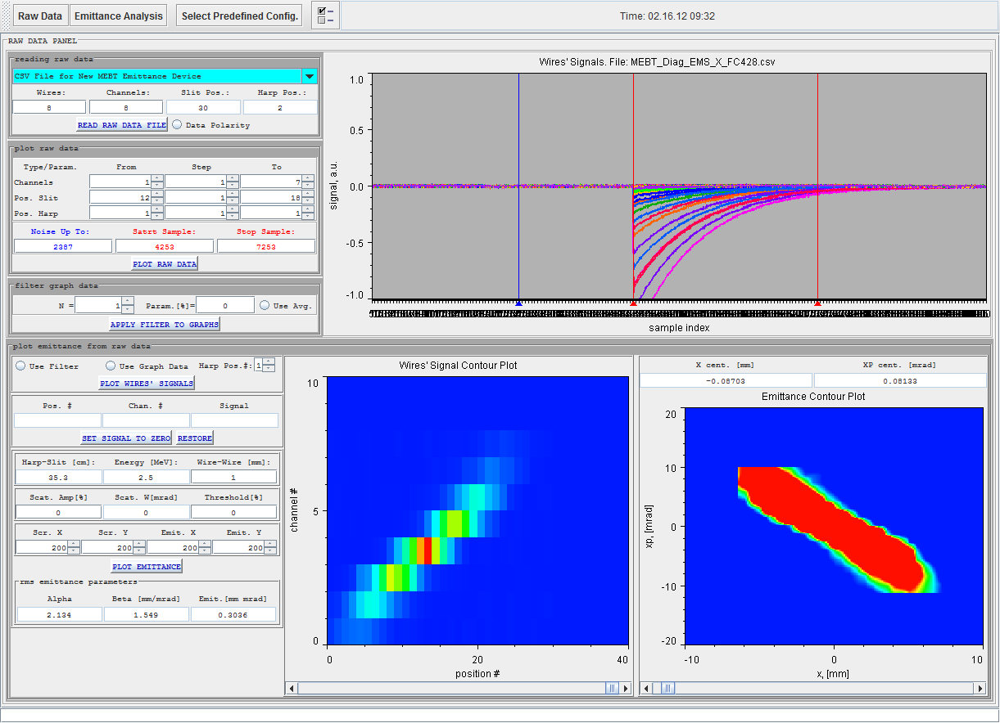 Raw Data Emittance Analysis Select Predefined Config. Time: 02.16.12 09:32
RAW DATA PANEL
reading raw data
CSV File for New MEBT Emittance Device
Wires: Channels: Slit Pos.: Harp Pos.:
8 8 30 2
READ RAW DATA FILE Data Polarity
plot raw data
Type/Param. From Step To
Channels 1 1 7
Pos. Slit 12 1 18
Pos. Harp 1 1 1
Noise Up To: Satrt Sample: Stop Sample:
2387 4253 7253
PLOT RAW DATA
filter graph data
N = 1 Param.[%]= 0 Use Avg.
APPLY FILTER TO GRAPHS
Wires' Signals. File: MEBT_Diag_EMS_X_FC428.csv
1.0
0.5
0.0
-0.5
-1.0
signal, a.u.
sample index
plot emittance from raw data
Use Filter Use Graph Data Harp Pos.#: 1
PLOT WIRES' SIGNALS
Pos. # Chan. # Signal
SET SIGNAL TO ZERO RESTORE
Harp-Slit [cm]: Energy [MeV]: Wire-Wire [mm]:
35.3 2.5 1
Scat. Amp[%] Scat. W[mrad] Threshold[%]
0 0 0
Scr. X Scr. Y Emit. X Emit. Y
200 200 200 200
PLOT EMITTANCE
rms emittance parameters
Alpha Beta [mm/mrad] Emit.[mm mrad]
2.134 1.549 0.3036
Wires' Signal Contour Plot
10
5
0
channel #
0 20 40
position #
X cent. [mm] XP cent. [mrad]
-0.08703 0.08133
Emittance Contour Plot
20
10
0
-10
-20
xp, [mrad]
-10 0 10
x, [mm]